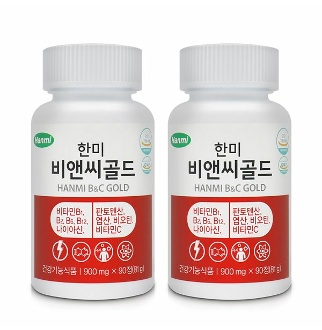 Hanmi
한미
비앤씨골드
HANMI B&C GOLD
비타민B₁,
B₂, B₆, B₁₂,
나이아신,
판토텐산,
엽산, 비오틴,
비타민C
건강기능식품 | 900 mg × 90정(81g)
Hanmi
한미
비앤씨골드
HANMI B&C GOLD
비타민B₁,
B₂, B₆, B₁₂,
나이아신,
판토텐산,
엽산, 비오틴,
비타민C
건강기능식품 | 900 mg × 90정(81g)